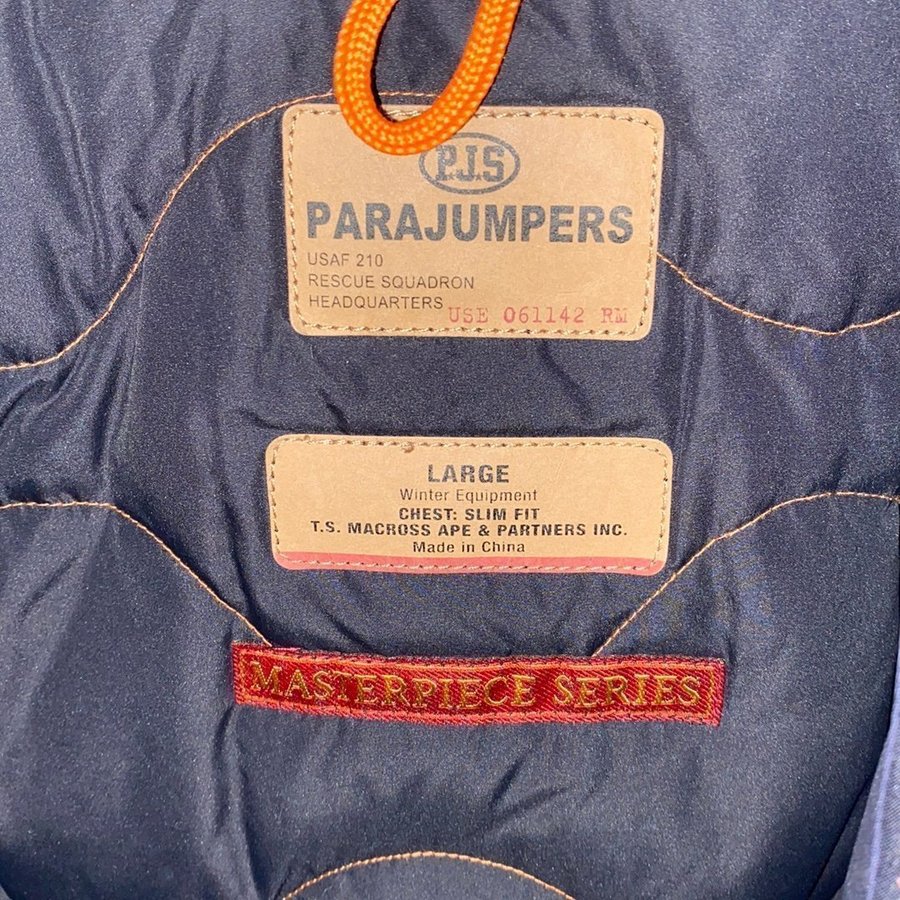 P.J.S
PARAJUMPERS
USAF 210
RESCUE SQUADRON
HEADQUARTERS USE 061142 RM
LARGE
Winter Equipment
CHEST: SLIM FIT
T.S. MACROSS APE & PARTNERS INC.
Made in China
MASTERPIECE SERIES